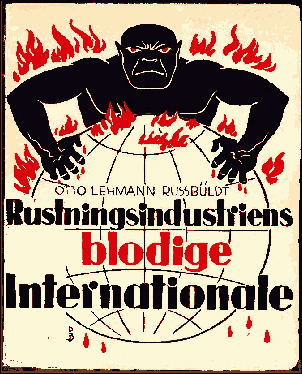 OTTO LEHMANN RUSSBÜLDT
Rustningsindustriens
blodige
Internationale